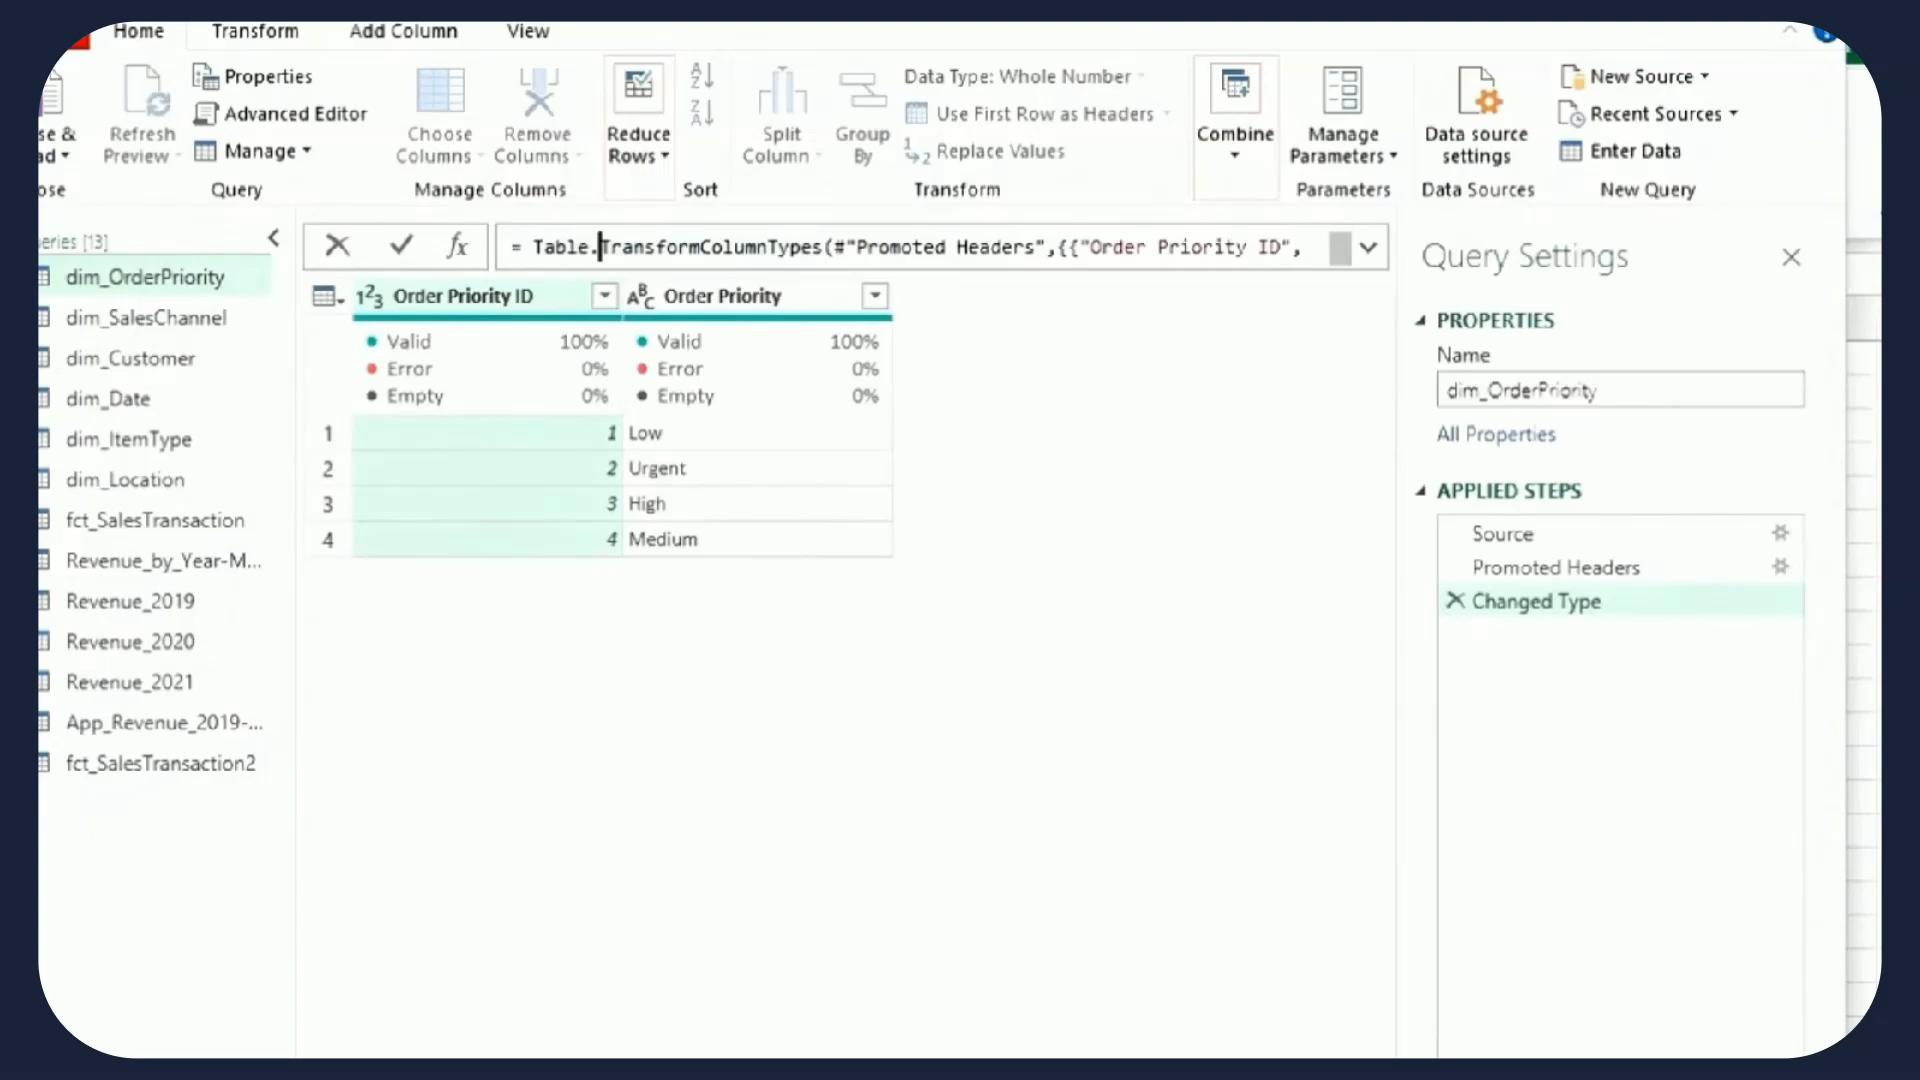 Home Transform Add Column View
Properties
Advanced Editor
Manage
Refresh Preview
Query
Choose Columns
Remove Columns
Manage Columns
Reduce Rows
Sort
Split Column
Group By
Data Type: Whole Number
Use First Row as Headers
Replace Values
Transform
Combine
Manage Parameters
Parameters
Data source settings
Data Sources
New Source
Recent Sources
Enter Data
New Query
[13]
dim_OrderPriority
dim_SalesChannel
dim_Customer
dim_Date
dim_ItemType
dim_Location
fct_SalesTransaction
Revenue_by_Year-M...
Revenue_2019
Revenue_2020
Revenue_2021
App_Revenue_2019-...
fct_SalesTransaction2
fx
= Table.TransformColumnTypes(#"Promoted Headers",{{"Order Priority ID",
123 Order Priority ID ABC Order Priority
Valid 100% Valid 100%
Error 0% Error 0%
Empty 0% Empty 0%
1 1 Low
2 2 Urgent
3 3 High
4 4 Medium
Query Settings
PROPERTIES
Name
dim_OrderPriority
All Properties
APPLIED STEPS
Source
Promoted Headers
Changed Type